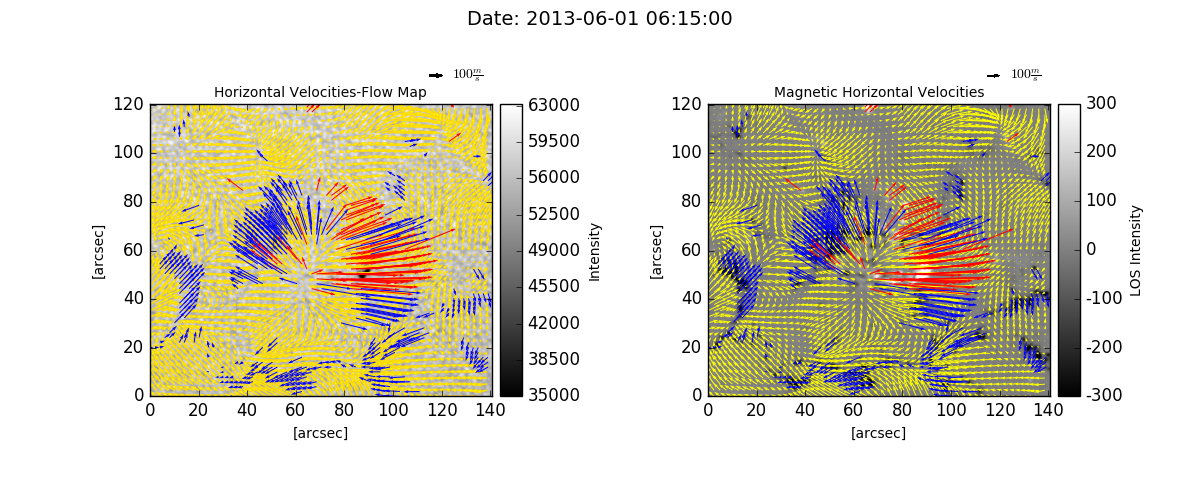 Date: 2013-06-01 06:15:00
100 m/s
Horizontal Velocities-Flow Map
120
100
80
60
40
20
0
0 20 40 60 80 100 120 140
[arcsec]
[arcsec]
63000
59500
56000
52500
49000
45500
42000
38500
35000
Intensity
100 m/s
Magnetic Horizontal Velocities
120
100
80
60
40
20
0
0 20 40 60 80 100 120 140
[arcsec]
[arcsec]
300
200
100
0
-100
-200
-300
LOS Intensity